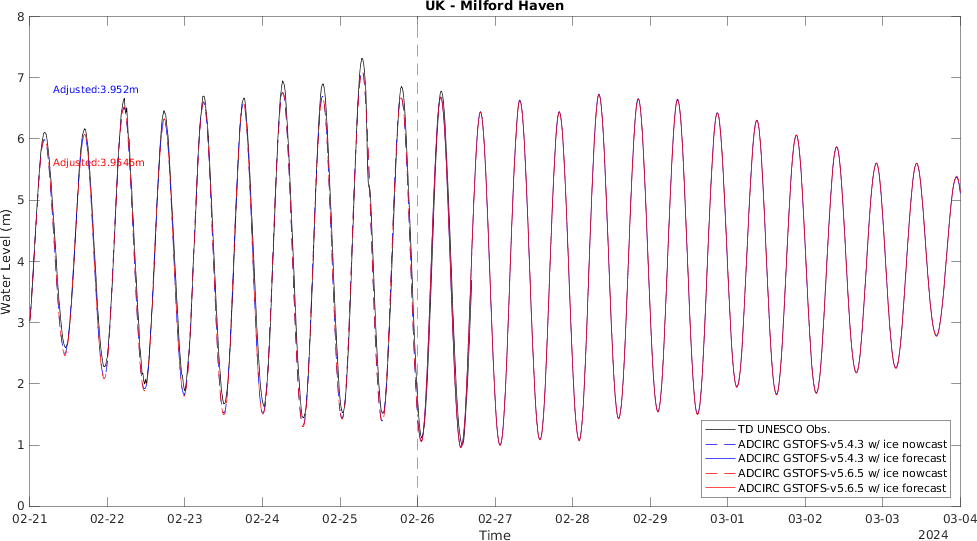 UK - Milford Haven
8
7
6
5
4
3
2
1
0
Water Level (m)
Adjusted:3.952m
Adjusted:3.9545m
TD UNESCO Obs.
ADCIRC GSTOFS-v5.4.3 w/ ice nowcast
ADCIRC GSTOFS-v5.4.3 w/ ice forecast
ADCIRC GSTOFS-v5.6.5 w/ ice nowcast
ADCIRC GSTOFS-v5.6.5 w/ ice forecast
02-21 02-22 02-23 02-24 02-25 02-26 02-27 02-28 02-29 03-01 03-02 03-03 03-04
Time
2024